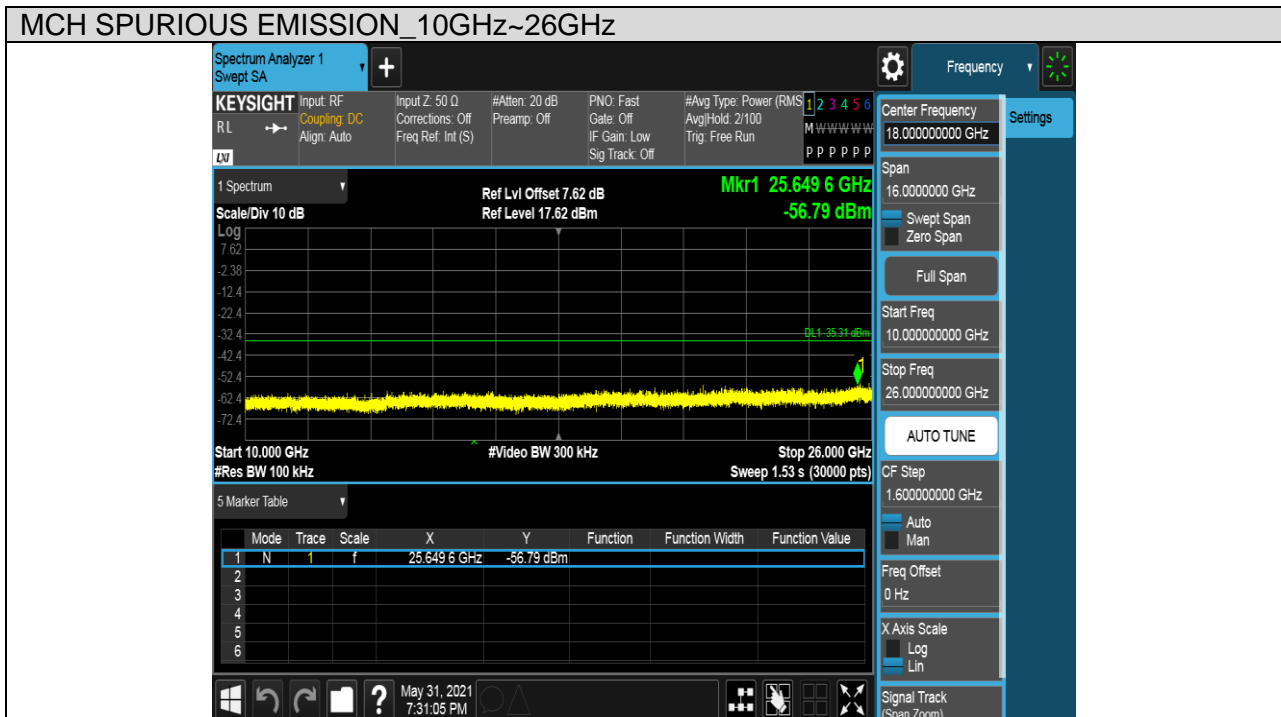 MCH SPURIOUS EMISSION_10GHz~26GHz
Spectrum Analyzer 1
Swept SA
+
Frequency
KEYSIGHT
RL
LXI
Input: RF
Coupling: DC
Align: Auto
Input Z: 50 Ω
Corrections: Off
Freq Ref: Int (S)
#Atten: 20 dB
Preamp: Off
PNO: Fast
Gate: Off
IF Gain: Low
Sig Track: Off
#Avg Type: Power (RMS
Avg|Hold: 2/100
Trig: Free Run
1 2 3 4 5 6
M W W W W W
P P P P P P
1 Spectrum
Scale/Div 10 dB
Ref Lvl Offset 7.62 dB
Ref Level 17.62 dBm
Mkr1 25.649 6 GHz
-56.79 dBm
Log
7.62
-2.38
-12.4
-22.4
-32.4
-42.4
-52.4
-62.4
-72.4
DL1 -35.31 dBm
1
Start 10.000 GHz
#Video BW 300 kHz
Stop 26.000 GHz
#Res BW 100 kHz
Sweep 1.53 s (30000 pts)
5 Marker Table
Mode Trace Scale X Y Function Function Width Function Value
1 N 1 f 25.649 6 GHz -56.79 dBm
2
3
4
5
6
?
May 31, 2021
7:31:05 PM
Center Frequency
18.000000000 GHz
Settings
Span
16.0000000 GHz
Swept Span
Zero Span
Full Span
Start Freq
10.000000000 GHz
Stop Freq
26.000000000 GHz
AUTO TUNE
CF Step
1.600000000 GHz
Auto
Man
Freq Offset
0 Hz
X Axis Scale
Log
Lin
Signal Track
(Span Zoom)